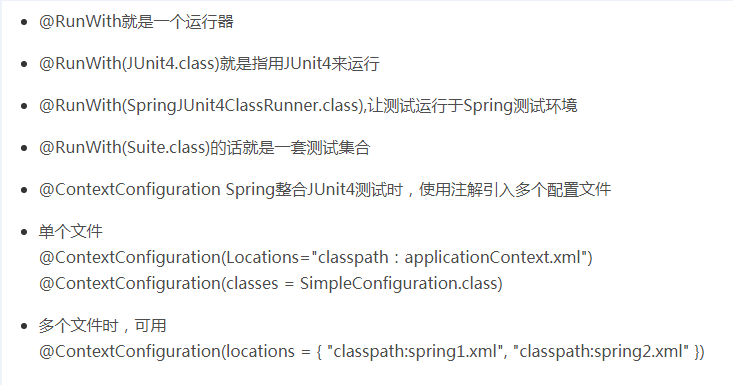 @RunWith就是一个运行器
@RunWith(JUnit4.class)就是指用JUnit4来运行
@RunWith(SpringJUnit4ClassRunner.class),让测试运行于Spring测试环境
@RunWith(Suite.class)的话就是一套测试集合
@ContextConfiguration Spring整合JUnit4测试时，使用注解引入多个配置文件
单个文件
@ContextConfiguration(Locations="classpath：applicationContext.xml")
@ContextConfiguration(classes = SimpleConfiguration.class)
多个文件时，可用
@ContextConfiguration(locations = { "classpath:spring1.xml", "classpath:spring2.xml" })